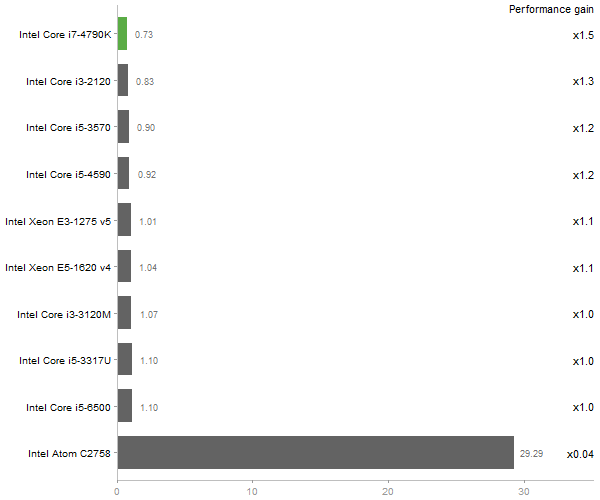 Performance gain
Intel Core i7-4790K 0.73 x1.5
Intel Core i3-2120 0.83 x1.3
Intel Core i5-3570 0.90 x1.2
Intel Core i5-4590 0.92 x1.2
Intel Xeon E3-1275 v5 1.01 x1.1
Intel Xeon E5-1620 v4 1.04 x1.1
Intel Core i3-3120M 1.07 x1.0
Intel Core i5-3317U 1.10 x1.0
Intel Core i5-6500 1.10 x1.0
Intel Atom C2758 29.29 x0.04
0 10 20 30